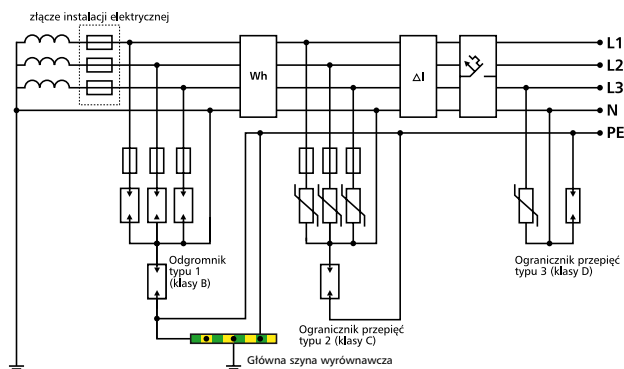 złącze instalacji elektrycznej
L1
L2
L3
N
PE
Wh
ΔI
Odgromnik
typu 1
(klasy B)
Ogranicznik przepięć
typu 2 (klasy C)
Ogranicznik przepięć
typu 3 (klasy D)
Główna szyna wyrównawcza